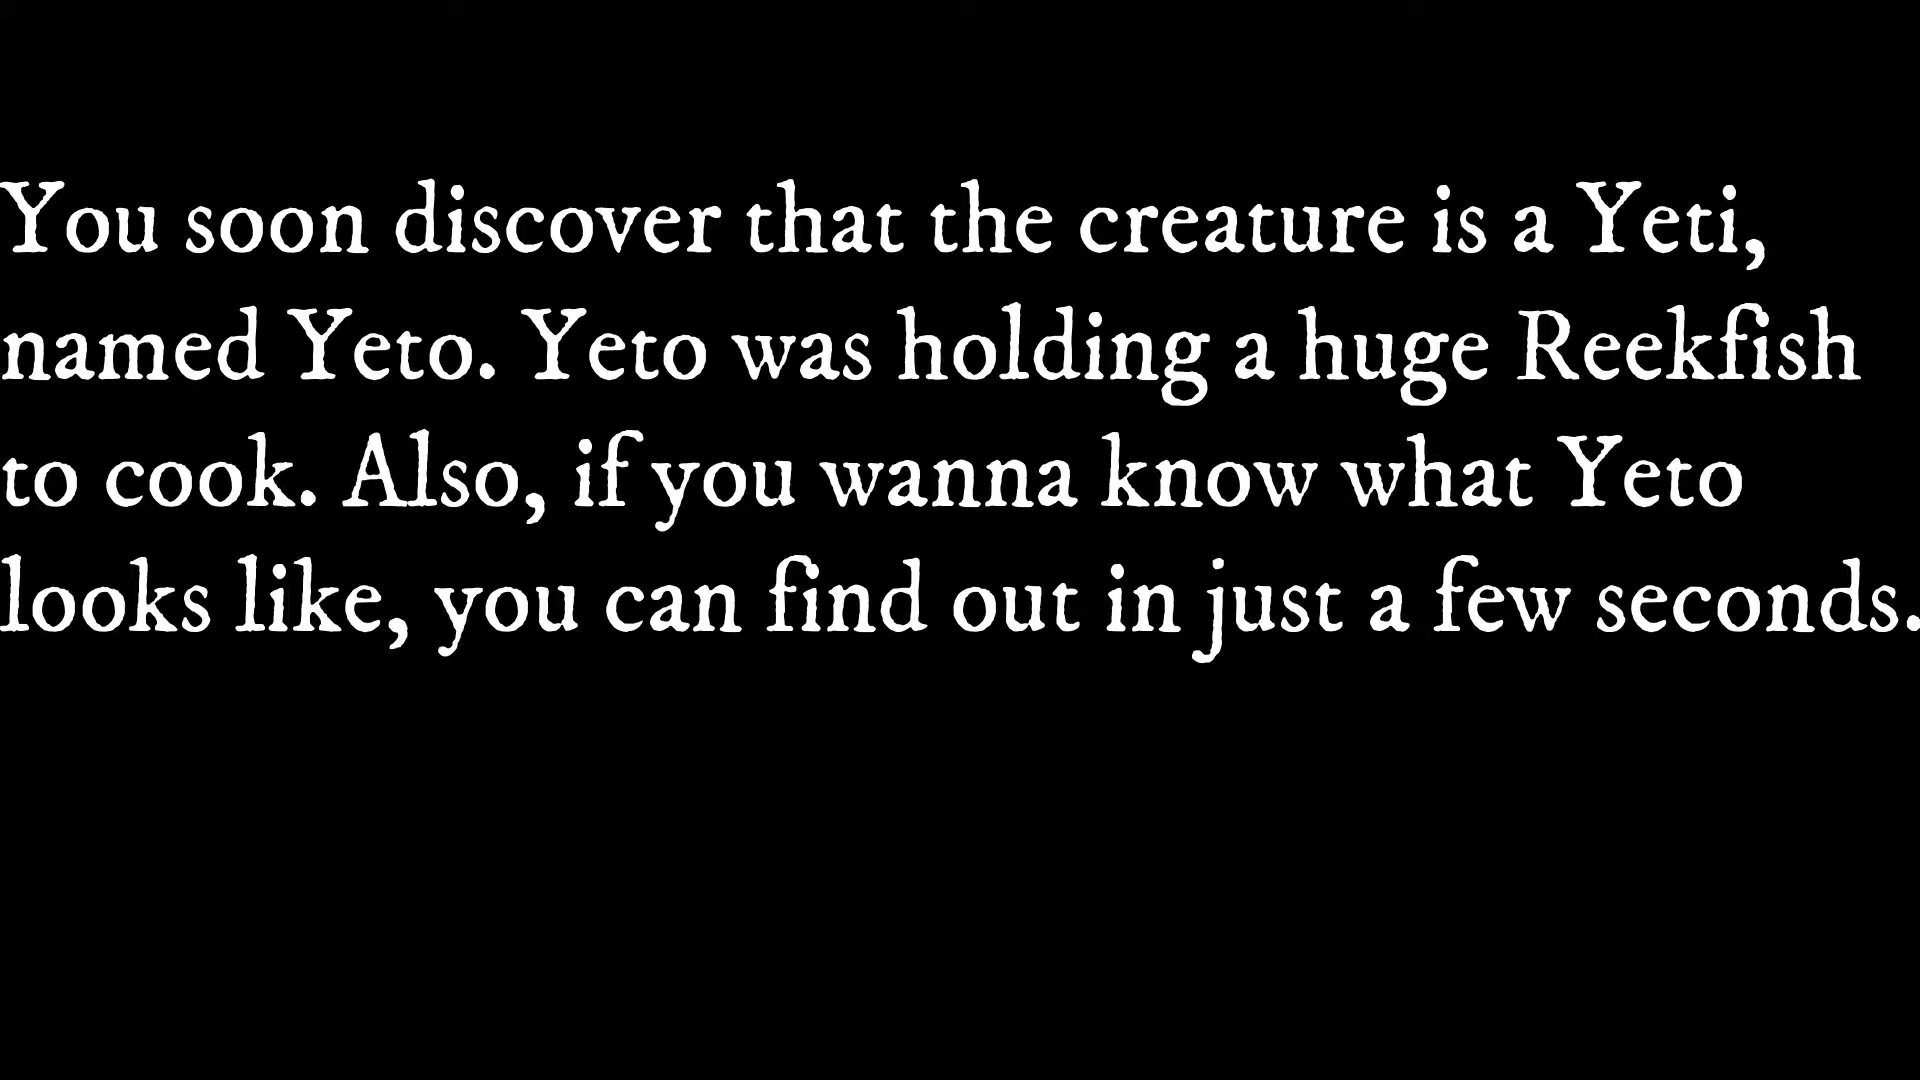 You soon discover that the creature is a Yeti,
named Yeto. Yeto was holding a huge Reekfish
to cook. Also, if you wanna know what Yeto
looks like, you can find out in just a few seconds.